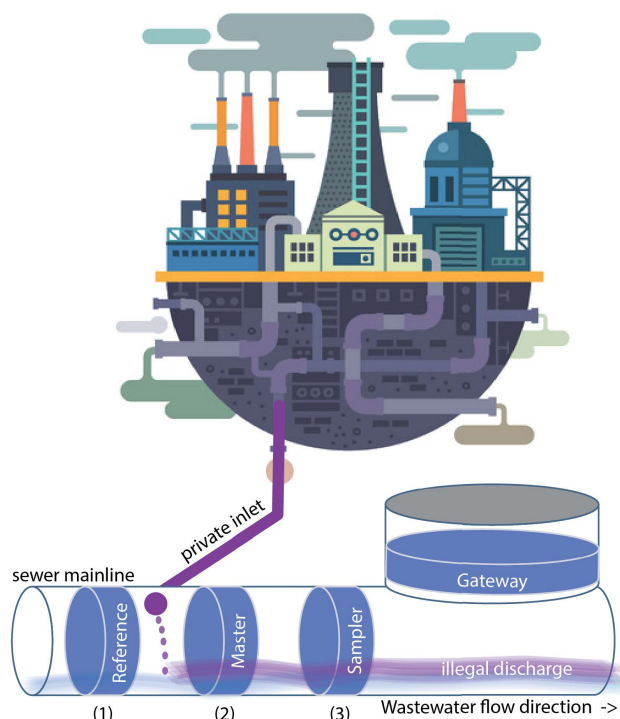 private inlet
sewer mainline
Gateway
Reference
Master
Sampler
illegal discharge
(1)
(2)
(3)
Wastewater flow direction ->